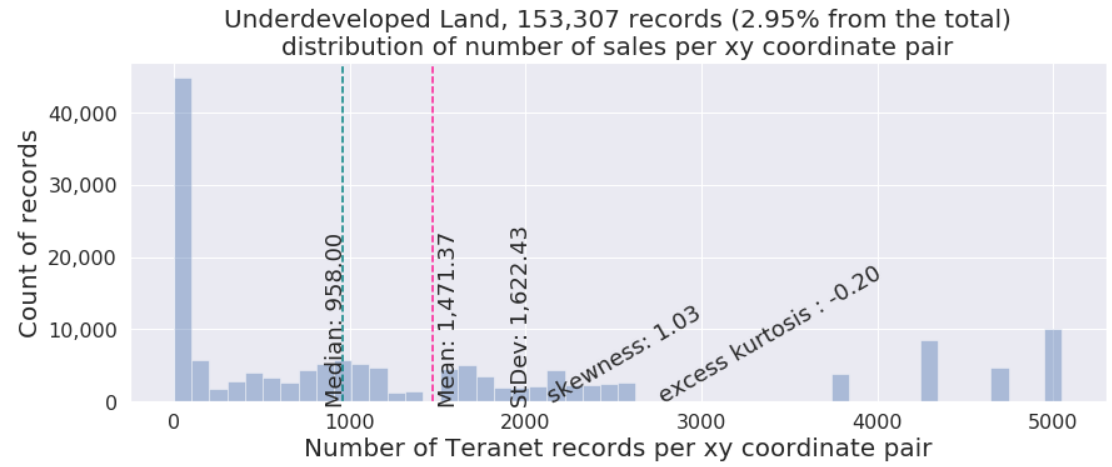 Underdeveloped Land, 153,307 records (2.95% from the total)
distribution of number of sales per xy coordinate pair
Count of records
40,000
30,000
20,000
10,000
0
Median: 958.00
Mean: 1,471.37
StDev: 1,622.43
skewness: 1.03
excess kurtosis : -0.20
0
1000
2000
3000
4000
5000
Number of Teranet records per xy coordinate pair